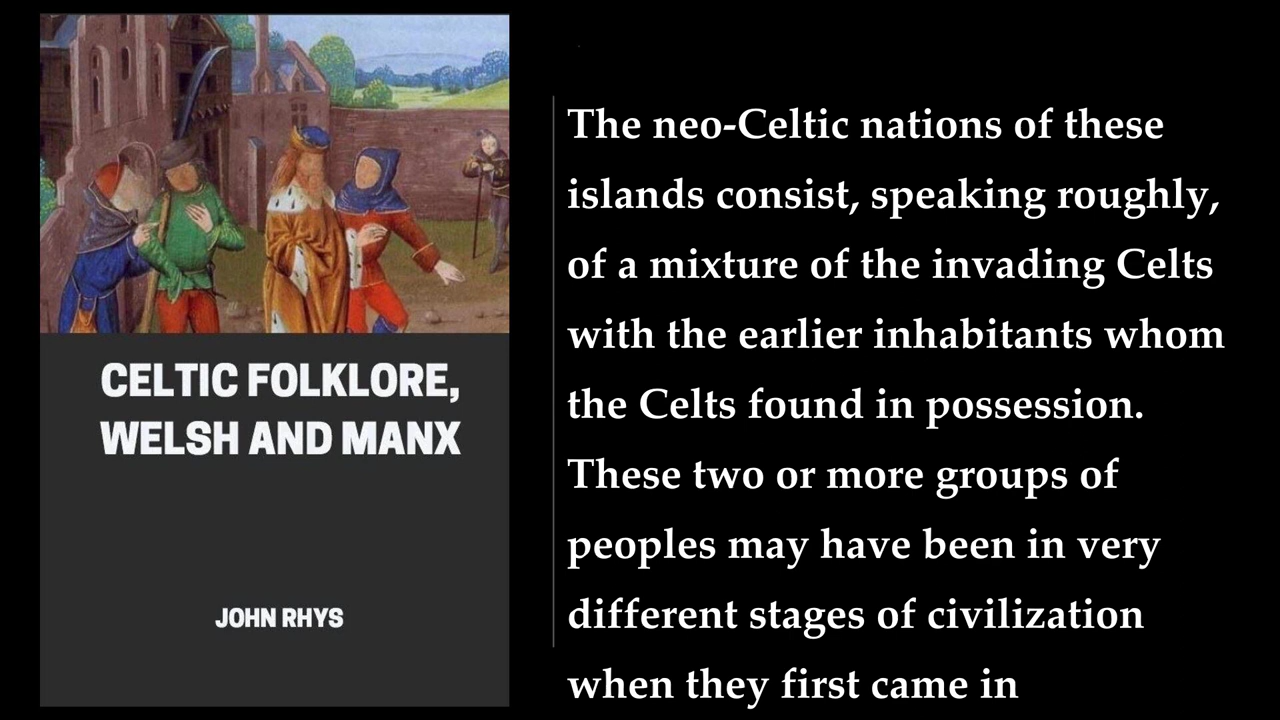 CELTIC FOLKLORE,
WELSH AND MANX
JOHN RHYS
The neo-Celtic nations of these
islands consist, speaking roughly,
of a mixture of the invading Celts
with the earlier inhabitants whom
the Celts found in possession.
These two or more groups of
peoples may have been in very
different stages of civilization
when they first came in